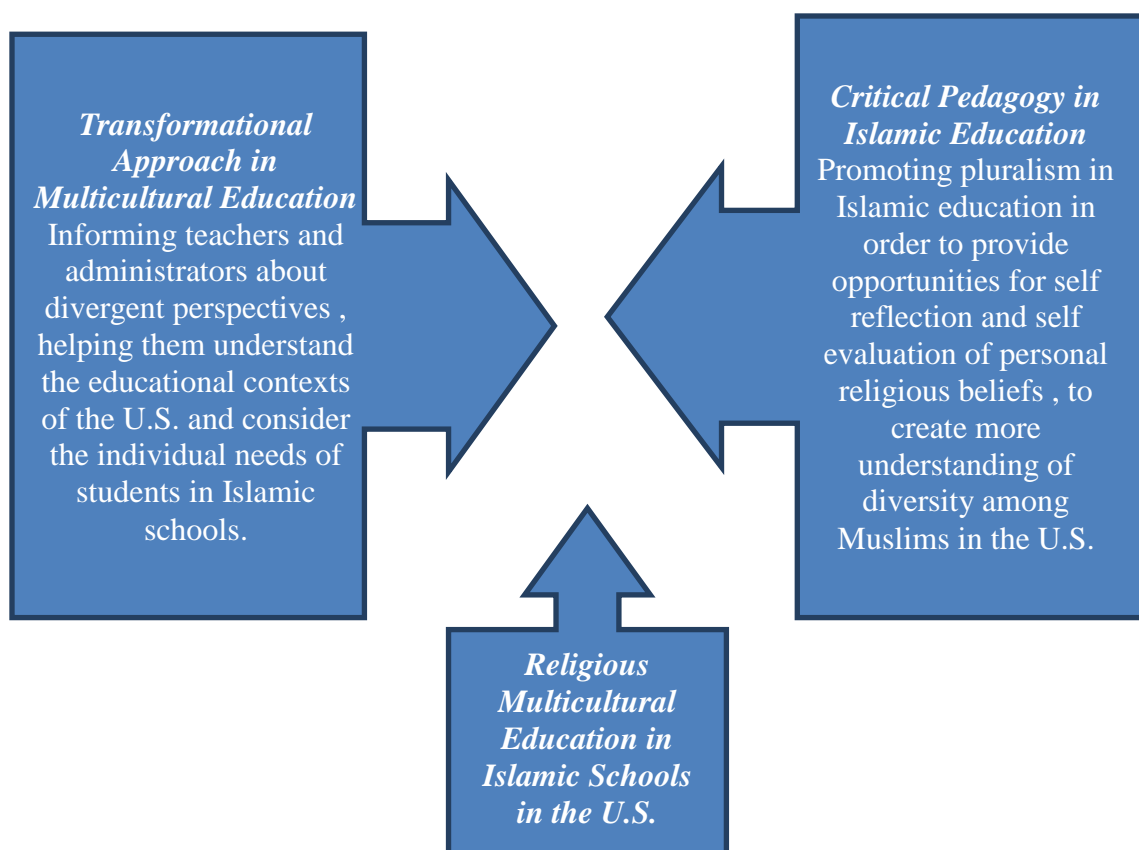 Transformational
Approach in
Multicultural Education
Informing teachers and
administrators about
divergent perspectives ,
helping them understand
the educational contexts
of the U.S. and consider
the individual needs of
students in Islamic
schools.
Critical Pedagogy in
Islamic Education
Promoting pluralism in
Islamic education in
order to provide
opportunities for self
reflection and self
evaluation of personal
religious beliefs , to
create more
understanding of
diversity among
Muslims in the U.S.
Religious
Multicultural
Education in
Islamic Schools
in the U.S.